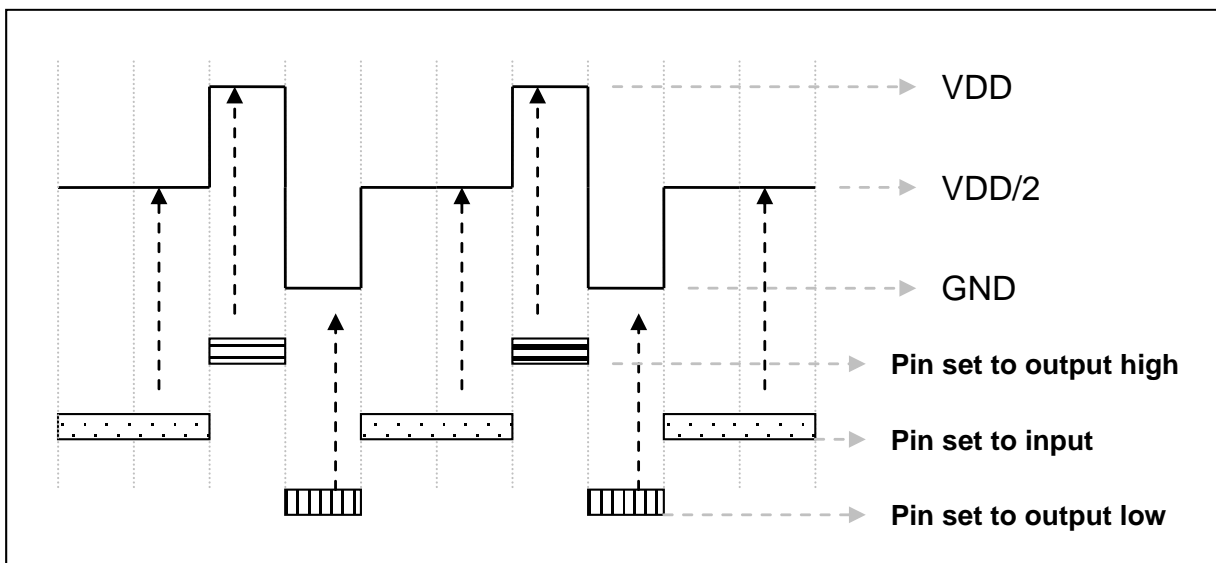 VDD
VDD/2
GND
Pin set to output high
Pin set to input
Pin set to output low